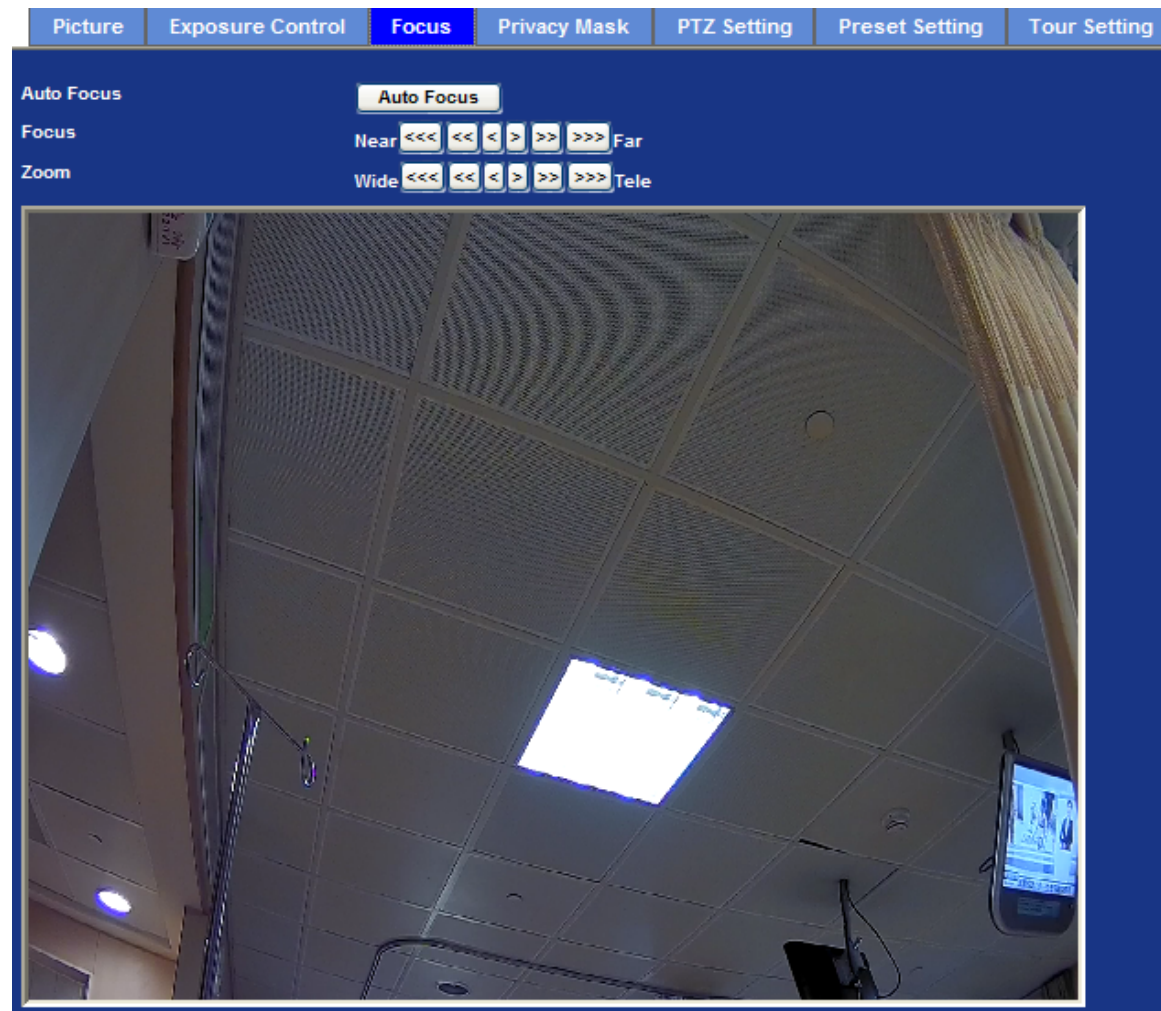 Picture Exposure Control Focus Privacy Mask PTZ Setting Preset Setting Tour Setting
Auto Focus Auto Focus
Focus Near <<< << < > >> >>> Far
Zoom Wide <<< << < > >> >>> Tele